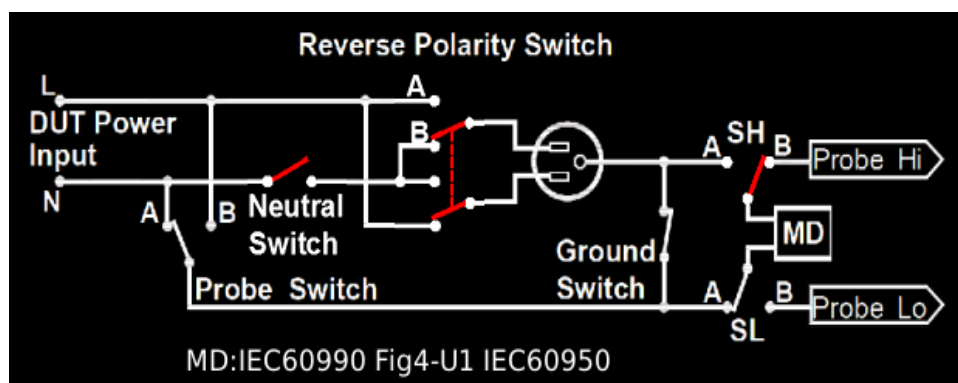 Reverse Polarity Switch
L
A
DUT Power
Input
B
A SH B
Probe Hi
N
A B Neutral
Switch
MD
Ground
Switch
Probe Switch
A B
Probe Lo
SL
MD:IEC60990 Fig4-U1 IEC60950